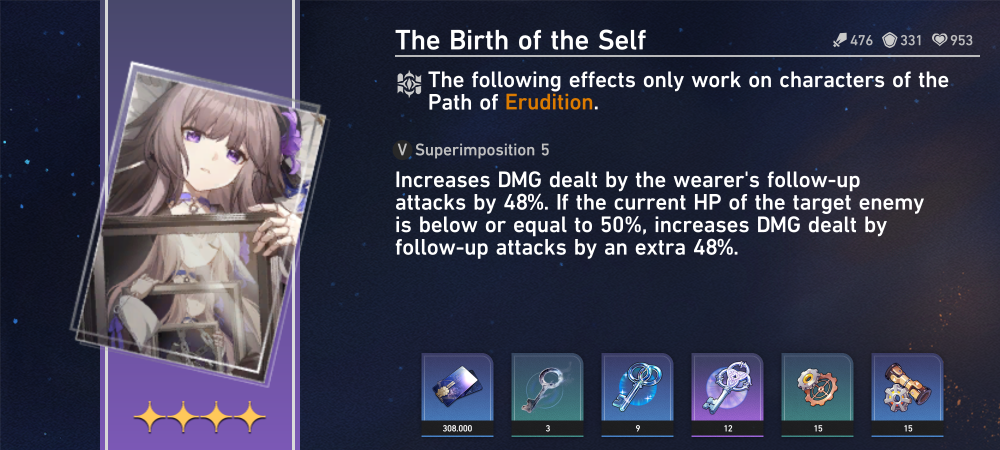 The Birth of the Self
476 331 953
The following effects only work on characters of the
Path of Erudition.
V Superimposition 5
Increases DMG dealt by the wearer's follow-up
attacks by 48%. If the current HP of the target enemy
is below or equal to 50%, increases DMG dealt by
follow-up attacks by an extra 48%.
308.000 3 9 12 15 15